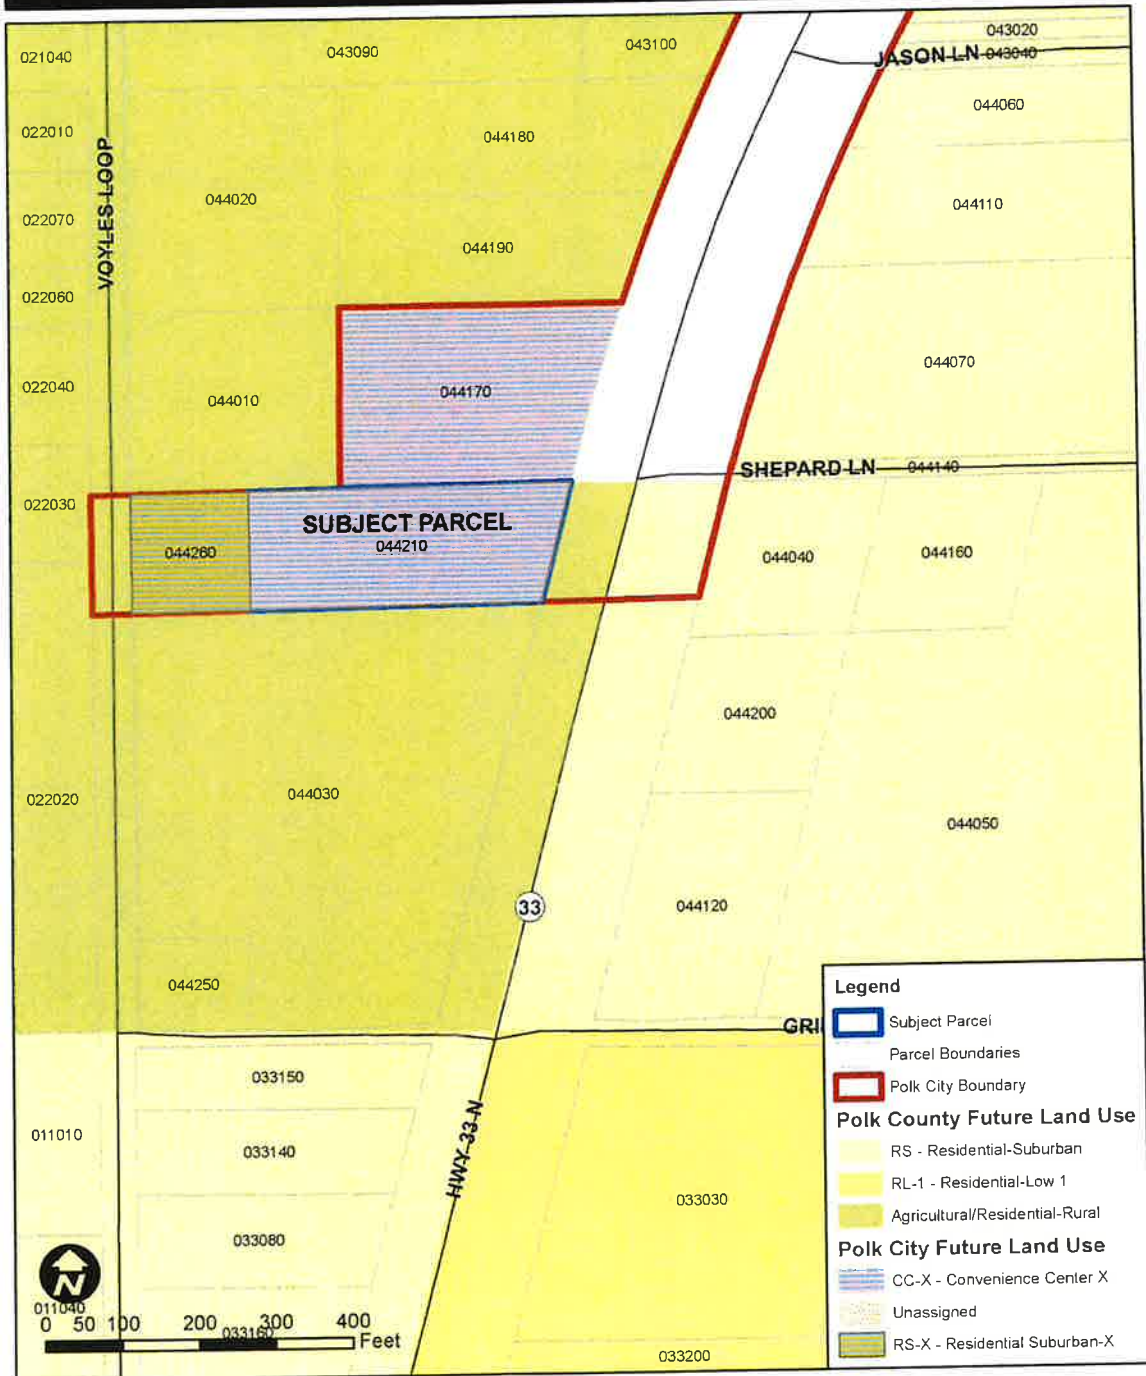 043020
021040
043090
043100
JASON LN 043040
044060
022010
044180
VOYLES LOOP
044020
044110
022070
044190
022060
044070
022040
044010
044170
SHEPARD LN 044140
022030
SUBJECT PARCEL
044210
044260
044040
044160
044200
022020
044030
044050
33
044120
044250
GRI
033150
011010
033140
HWY 33 N
033030
033080
N
011040
0 50 100 200 300 400
Feet
033160
033200
Legend
Subject Parcel
Parcel Boundaries
Polk City Boundary
Polk County Future Land Use
RS - Residential-Suburban
RL-1 - Residential-Low 1
Agricultural/Residential-Rural
Polk City Future Land Use
CC-X - Convenience Center X
Unassigned
RS-X - Residential Suburban-X